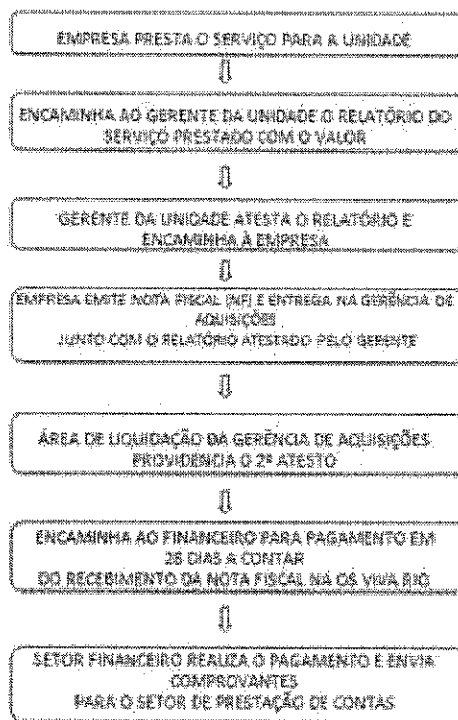 EMPRESA PRESTA O SERVIÇO PARA A UNIDADE
ENCAMINHA AO GERENTE DA UNIDADE O RELATÓRIO DO
SERVIÇO PRESTADO COM O VALOR
GERENTE DA UNIDADE ATESTA O RELATÓRIO E
ENCAMINHA À EMPRESA
EMPRESA EMITE NOTA FISCAL (NF) E ENTREGA NA GERÊNCIA DE
AQUISIÇÕES
JUNTO COM O RELATÓRIO ATESTADO PELO GERENTE
ÁREA DE LIQUIDAÇÃO DA GERÊNCIA DE AQUISIÇÕES
PROVIDENCIA O 2º ATESTO
ENCAMINHA AO FINANCEIRO PARA PAGAMENTO EM
28 DIAS A CONTAR
DO RECEBIMENTO DA NOTA FISCAL NA OS VIVA RIO
SETOR FINANCEIRO REALIZA O PAGAMENTO E ENVIA
COMPROVANTES
PARA O SETOR DE PRESTAÇÃO DE CONTAS